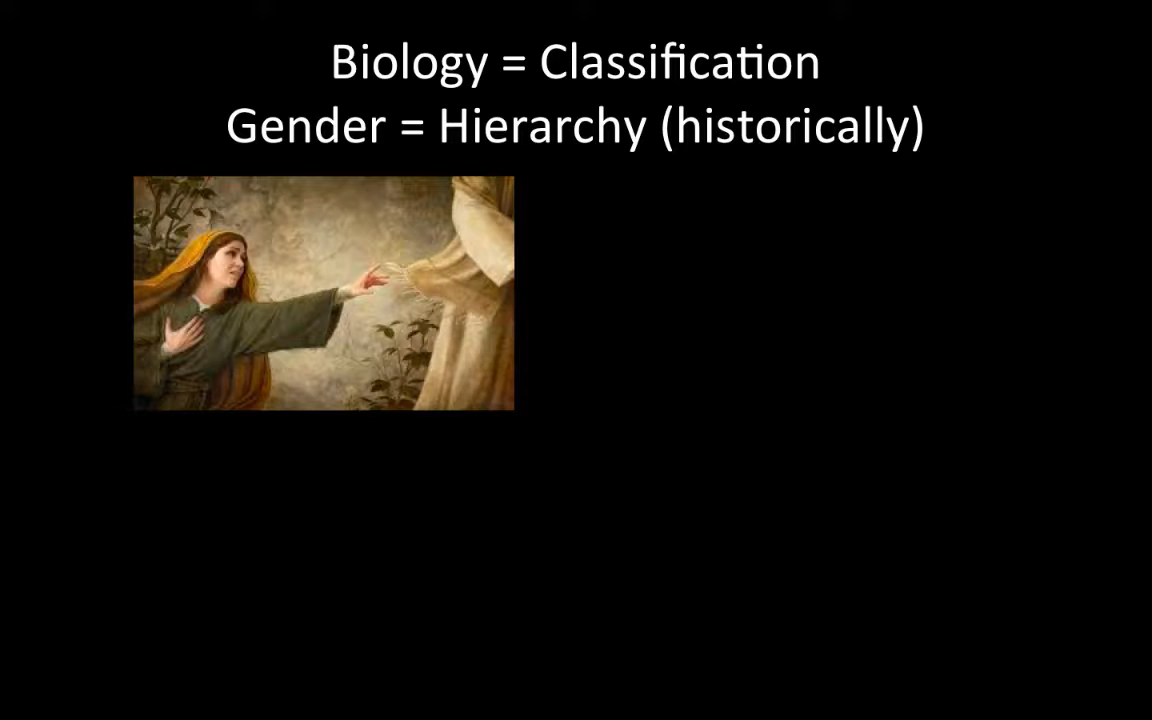 Biology = Classification
Gender = Hierarchy (historically)